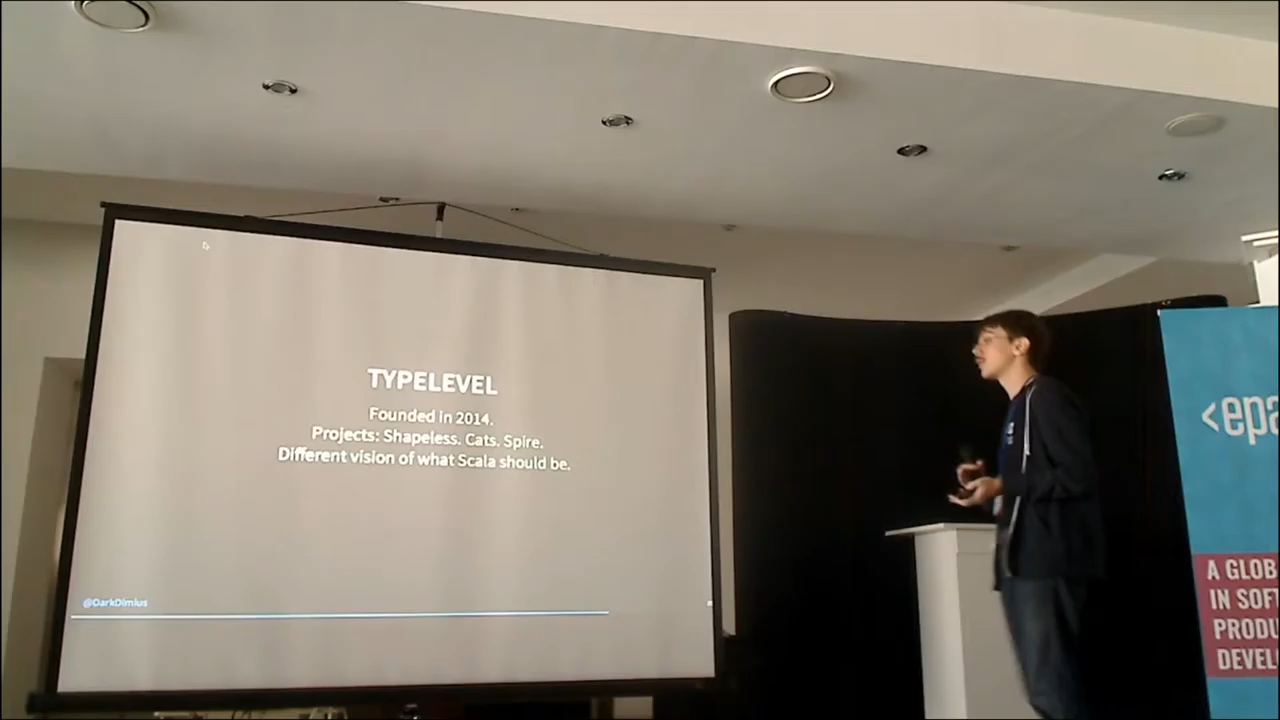 TYPELEVEL
Founded in 2014.
Projects: Shapeless. Cats. Spire.
Different vision of what Scala should be.
@DarkDimius
<epa
A GLOB
IN SOFT
PRODU
DEVEL